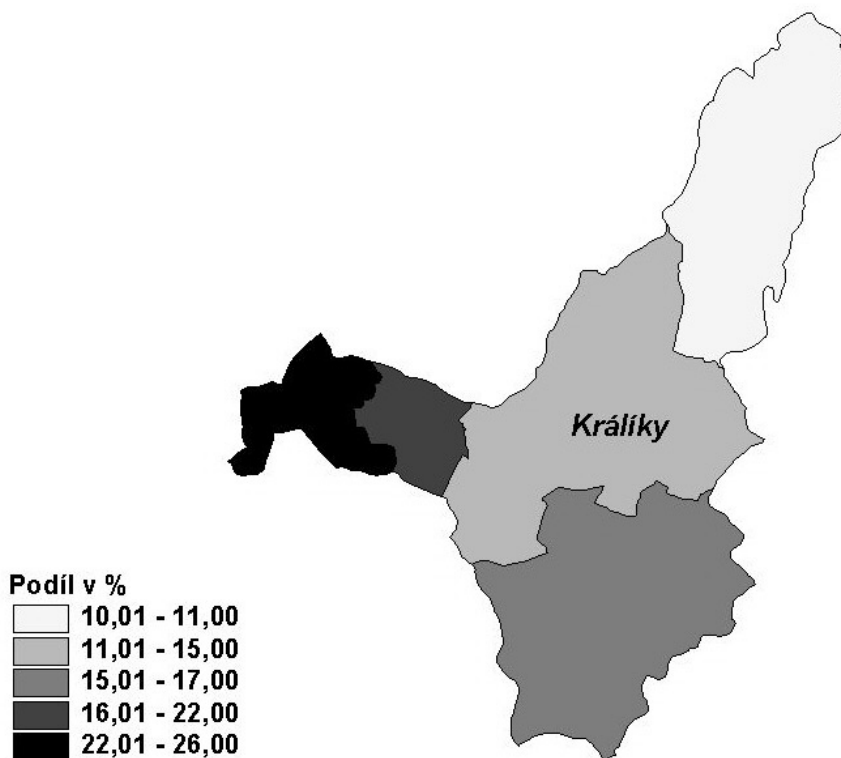 Králíky
Podíl v %
10,01 - 11,00
11,01 - 15,00
15,01 - 17,00
16,01 - 22,00
22,01 - 26,00